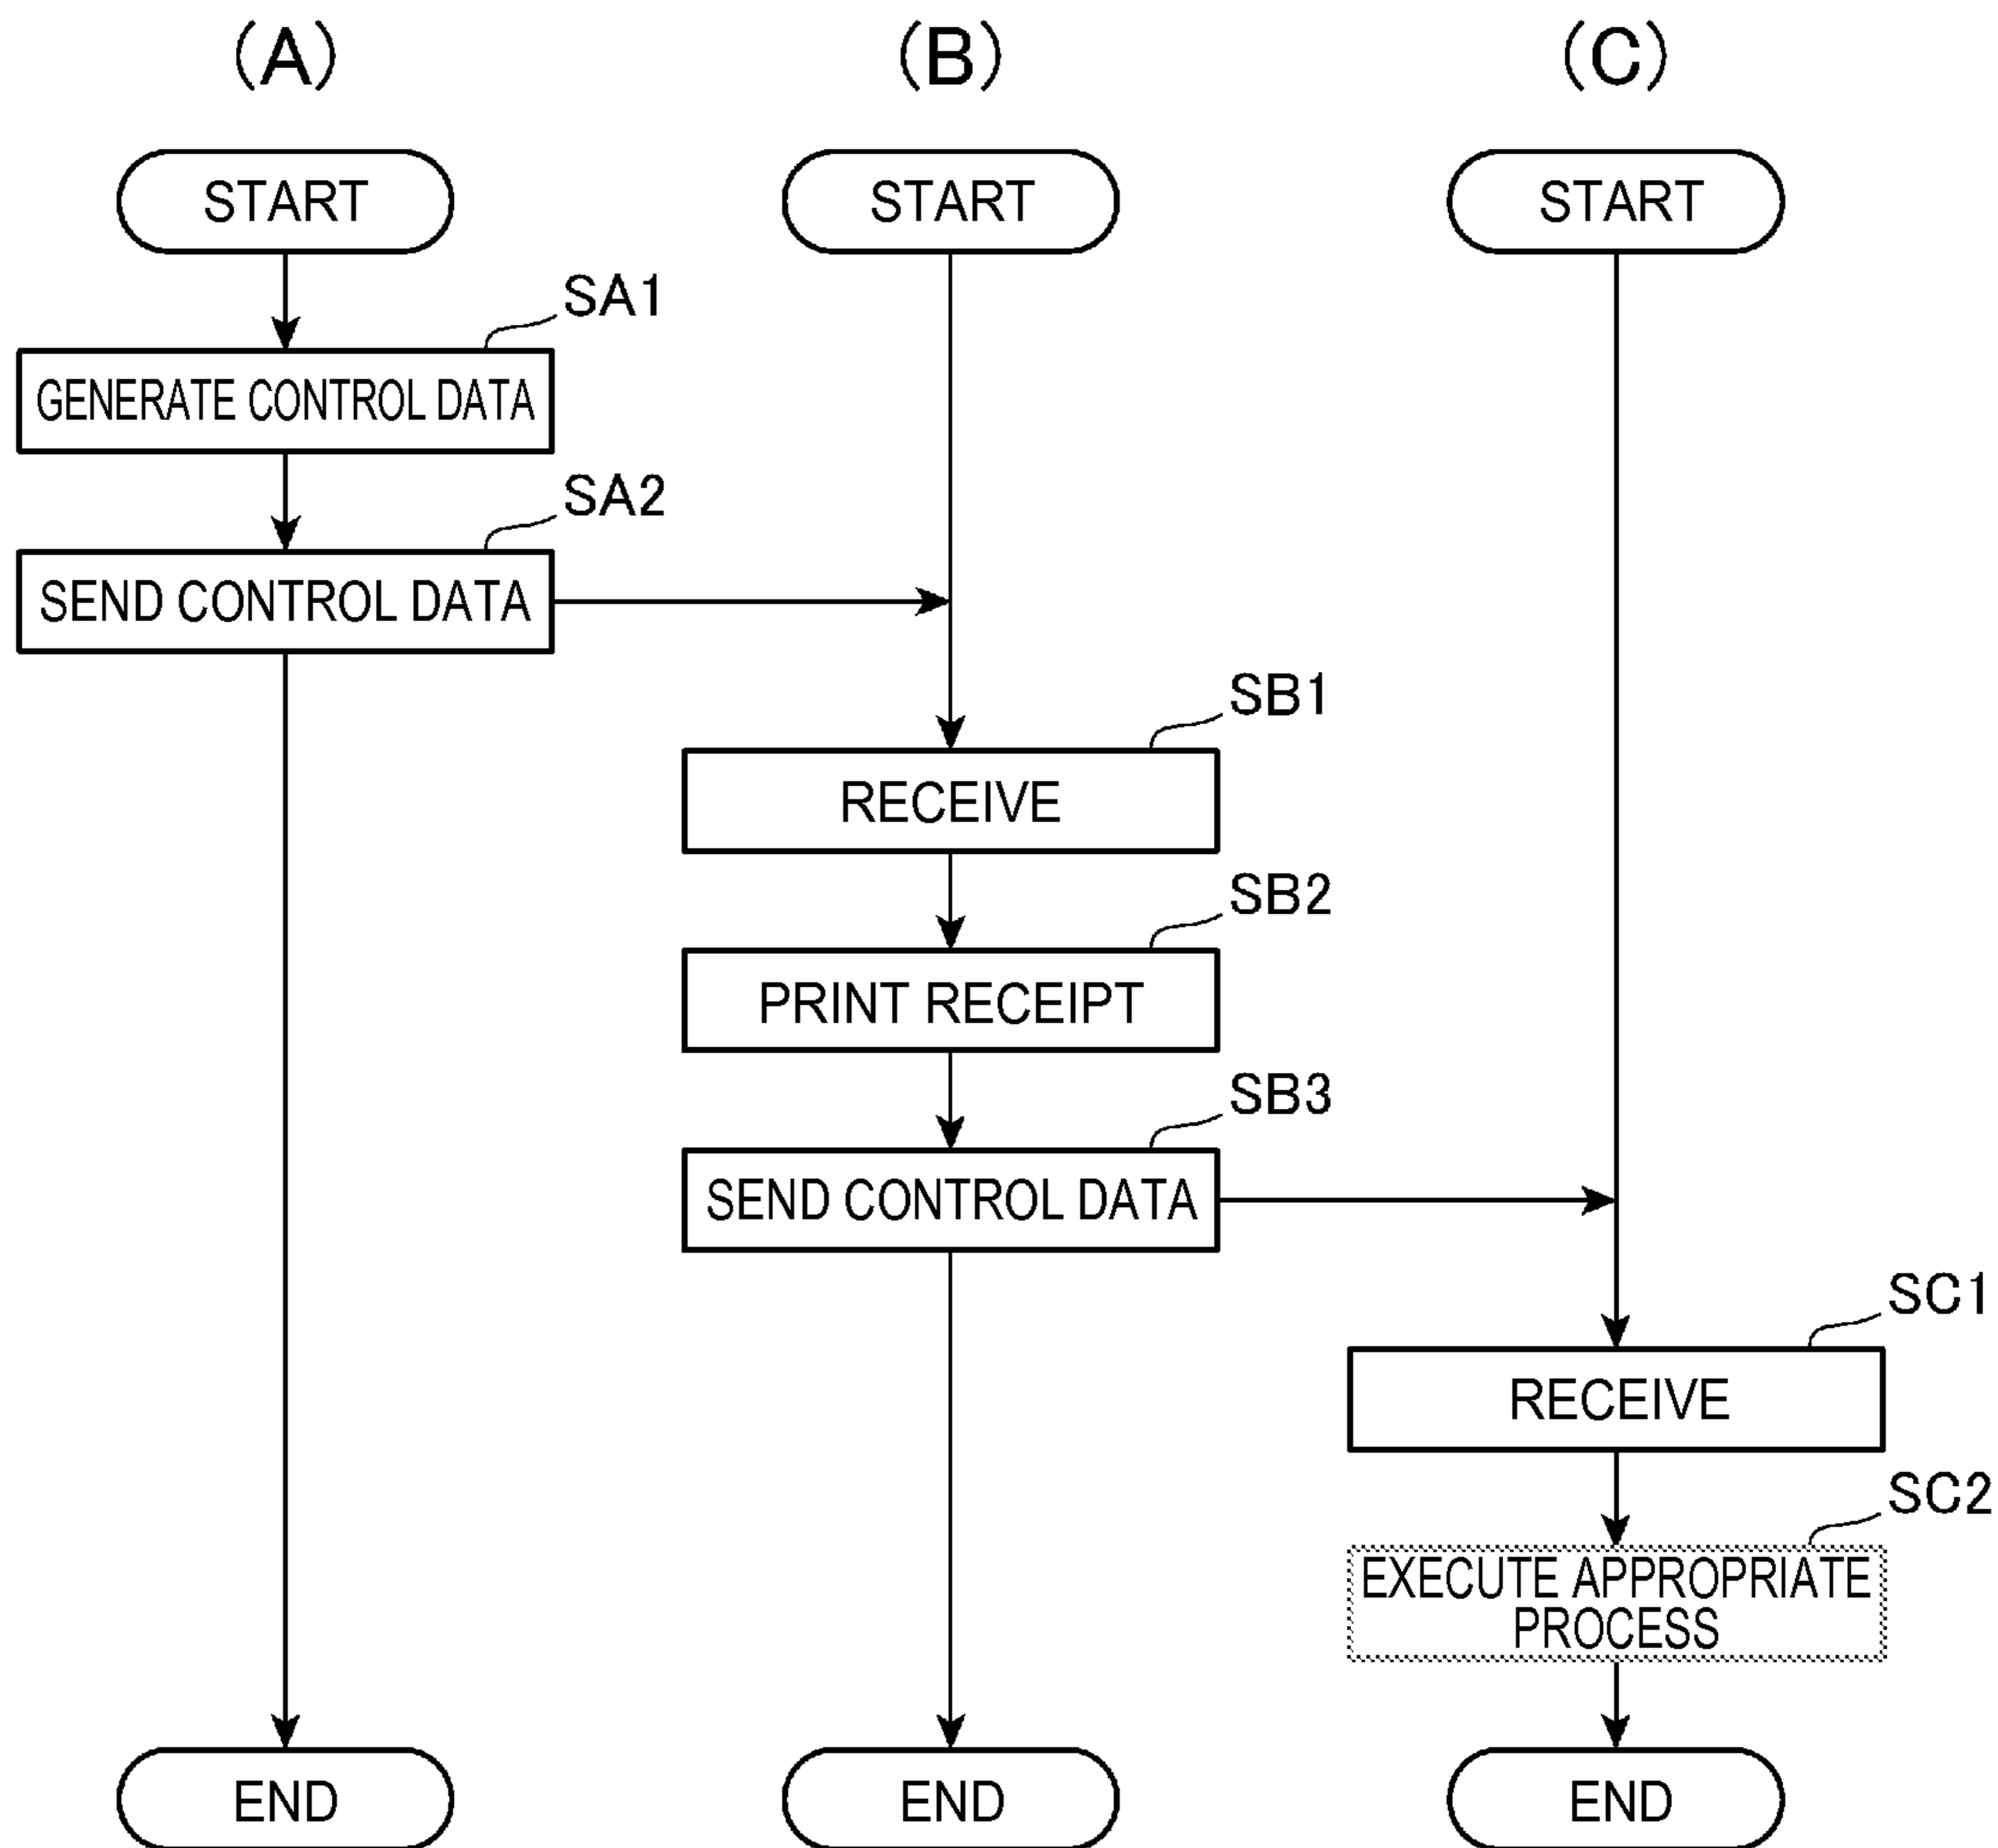 (A)
(B)
(C)
START
START
START
SA1
GENERATE CONTROL DATA
SA2
SEND CONTROL DATA
SB1
RECEIVE
SB2
PRINT RECEIPT
SB3
SEND CONTROL DATA
SC1
RECEIVE
SC2
EXECUTE APPROPRIATE
PROCESS
END
END
END